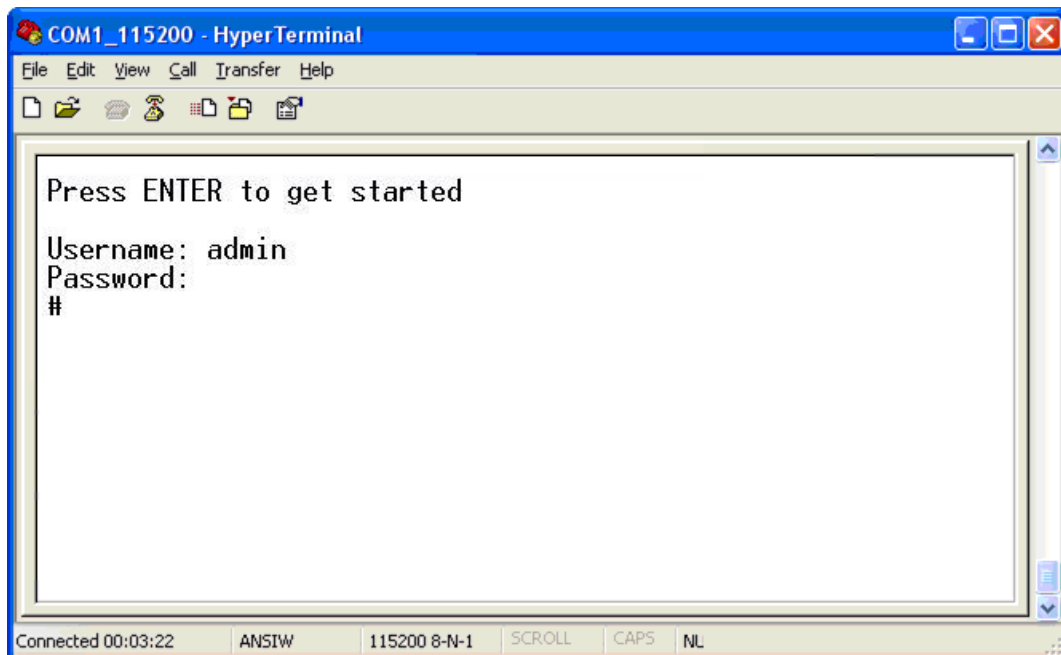 COM1_115200 - HyperTerminal
File Edit View Call Transfer Help
Press ENTER to get started
Username: admin
Password:
#
Connected 00:03:22 ANSIW 115200 8-N-1 SCROLL CAPS NU